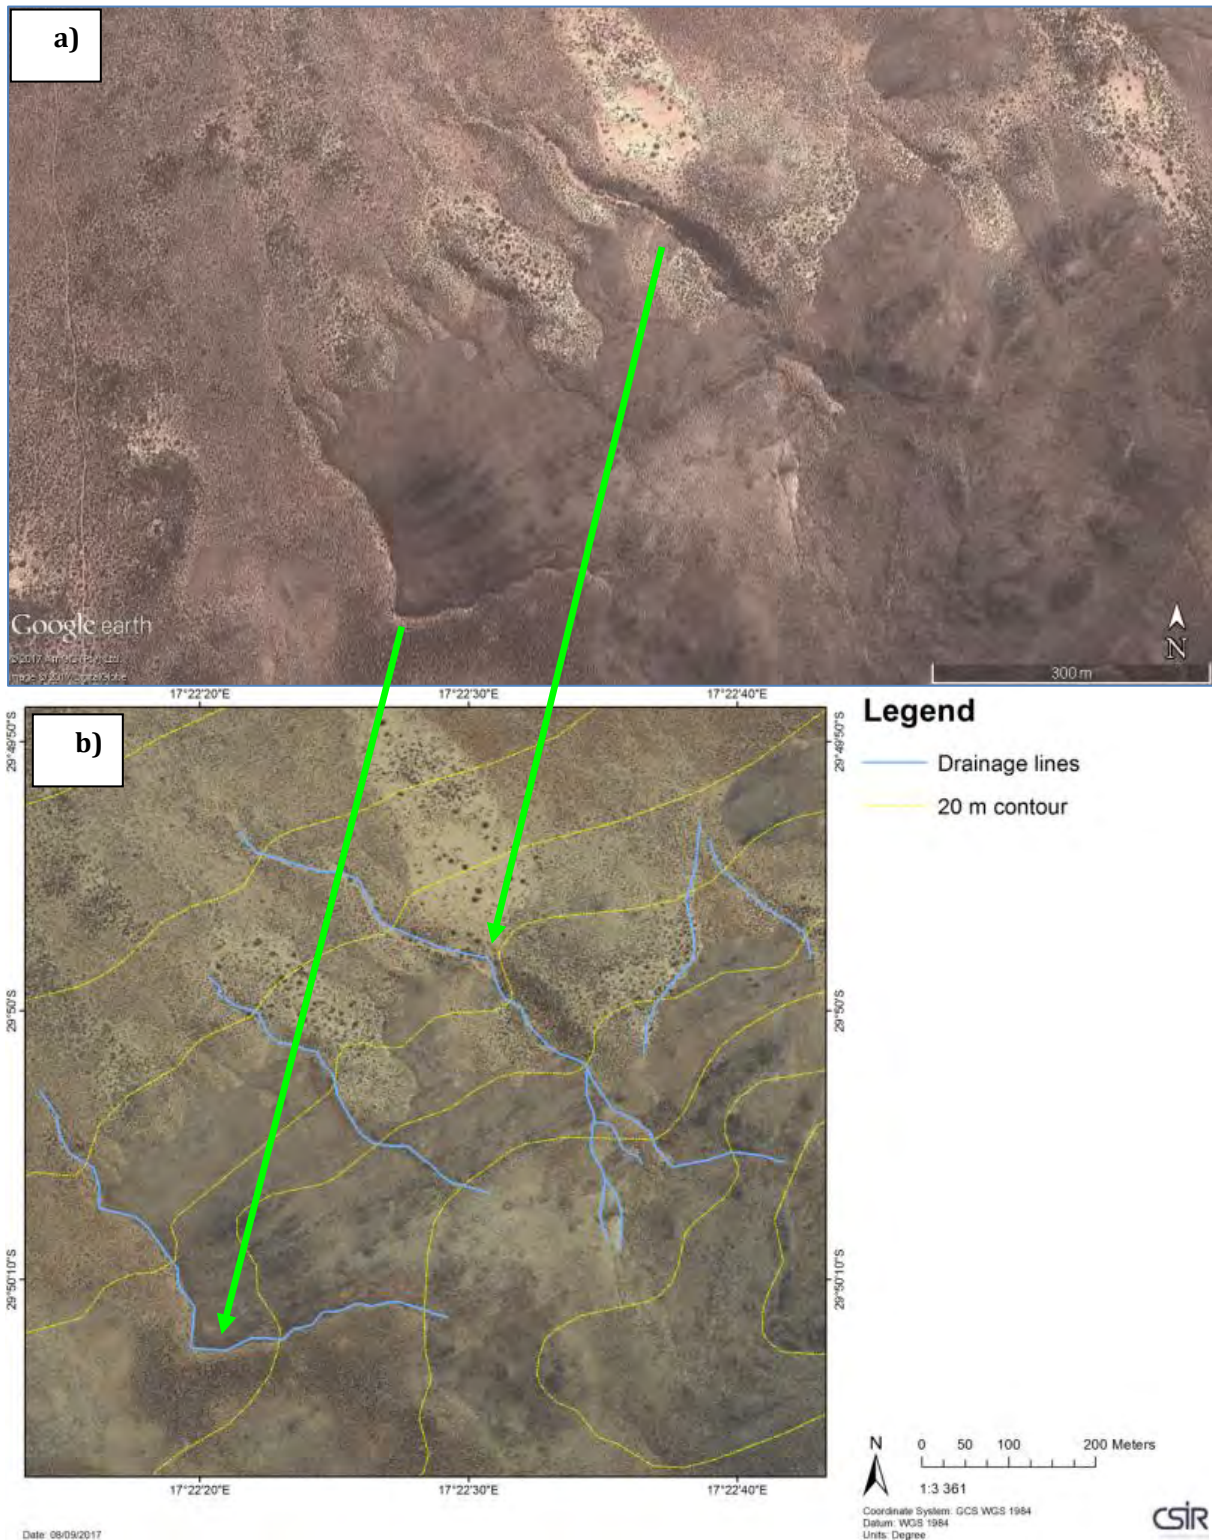 a)
Google earth
N
300 m
17°22'20"E
17°22'30"E
17°22'40"E
b)
29°49'50"S
29°50'S
29°50'10"S
29°49'50"S
29°50'S
29°50'10"S
17°22'20"E
17°22'30"E
17°22'40"E
Legend
Drainage lines
20 m contour
N
0 50 100 200 Meters
1:3 361
Coordinate System: GCS WGS 1984
Datum: WGS 1984
Units: Degree
CSIR
Date: 08/09/2017